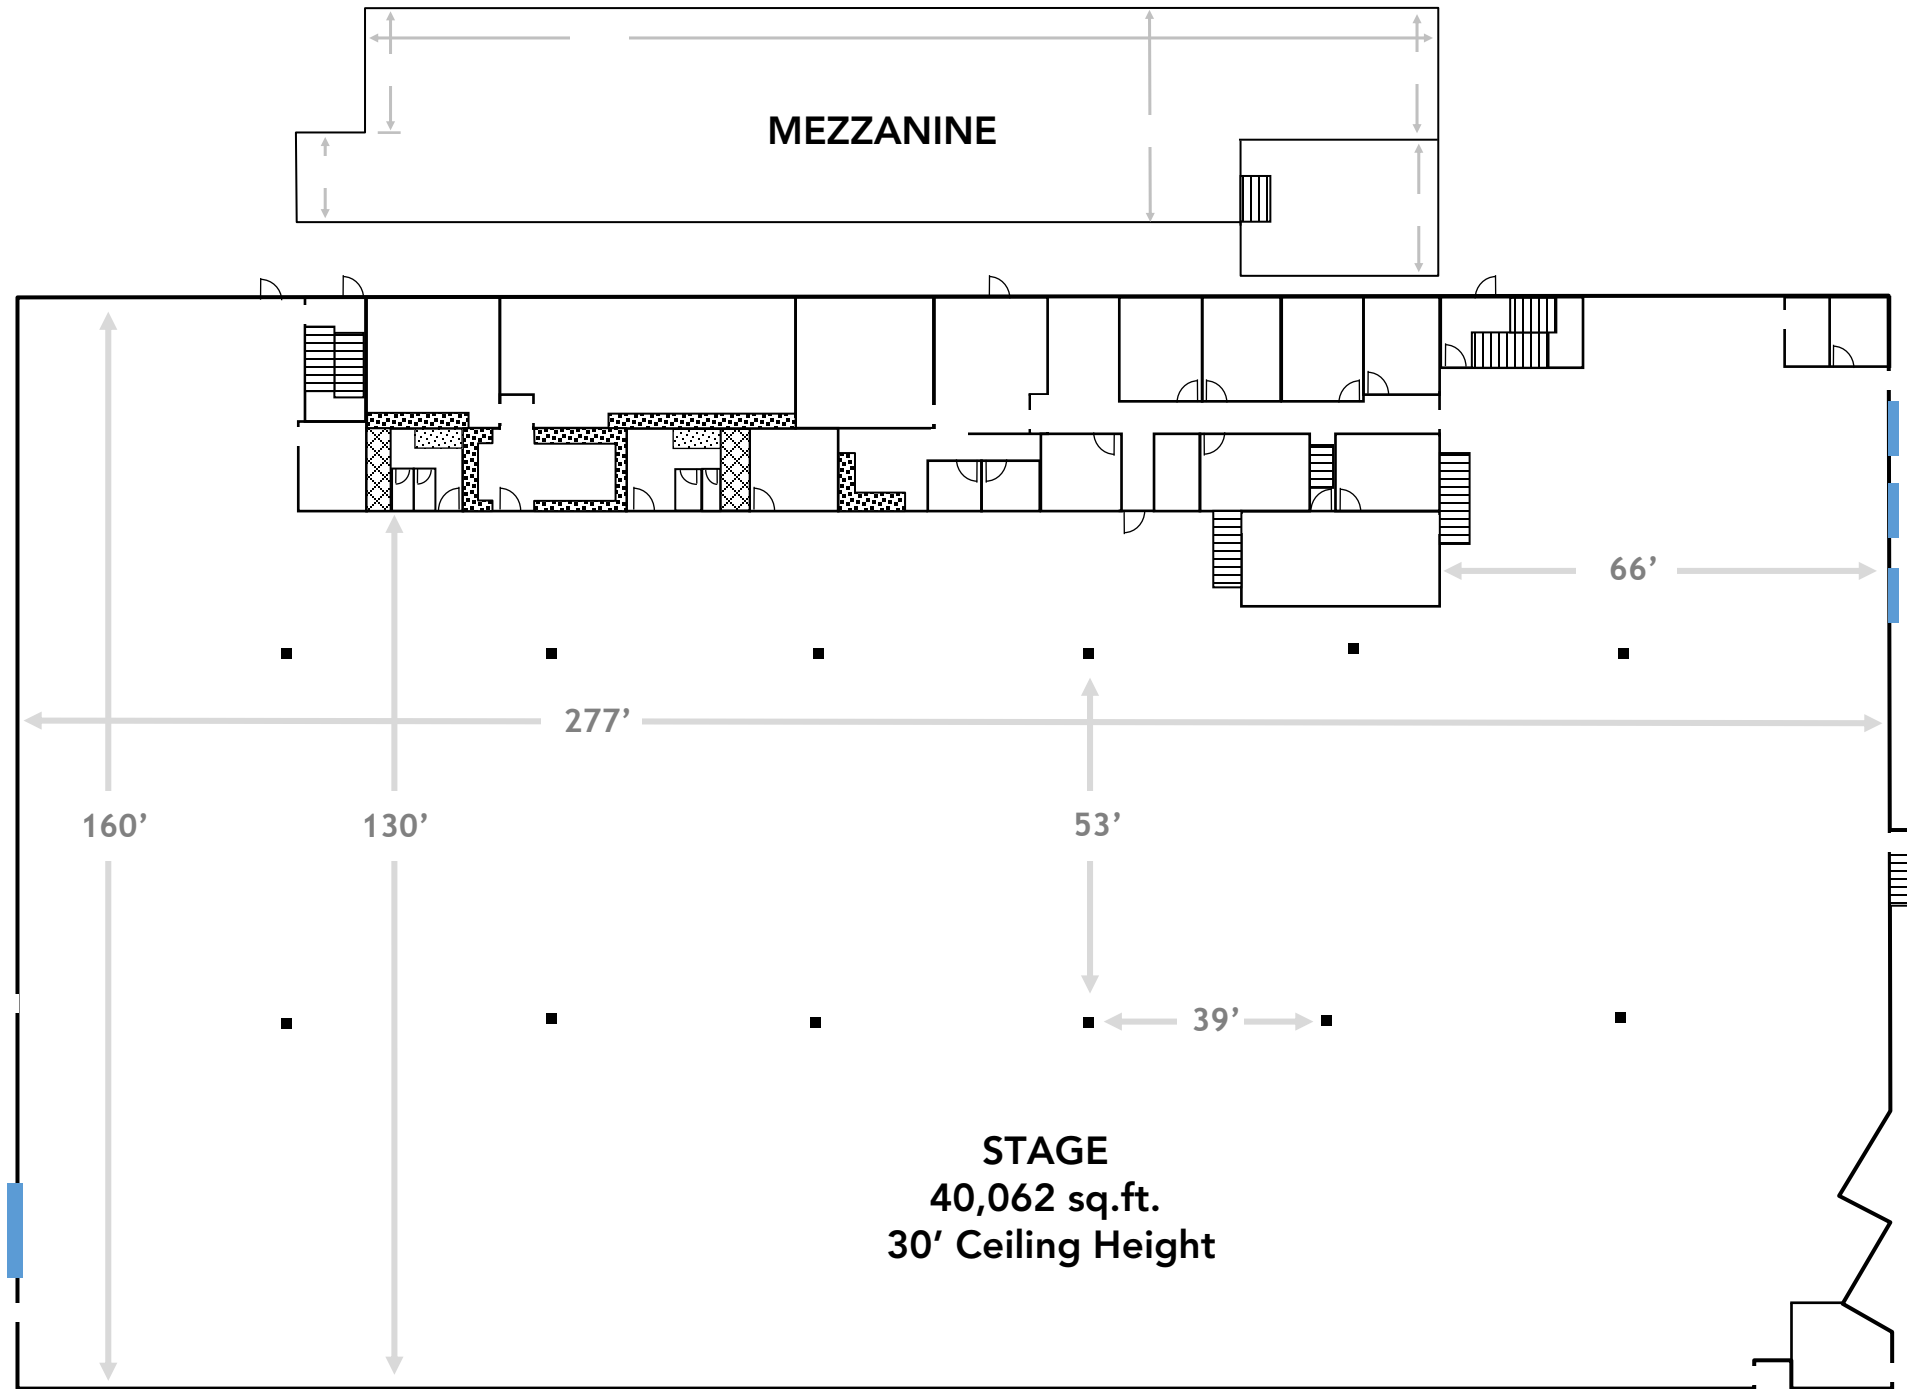 MEZZANINE
66’
277’
160’
130’
53’
39’
STAGE
40,062 sq.ft.
30’ Ceiling Height